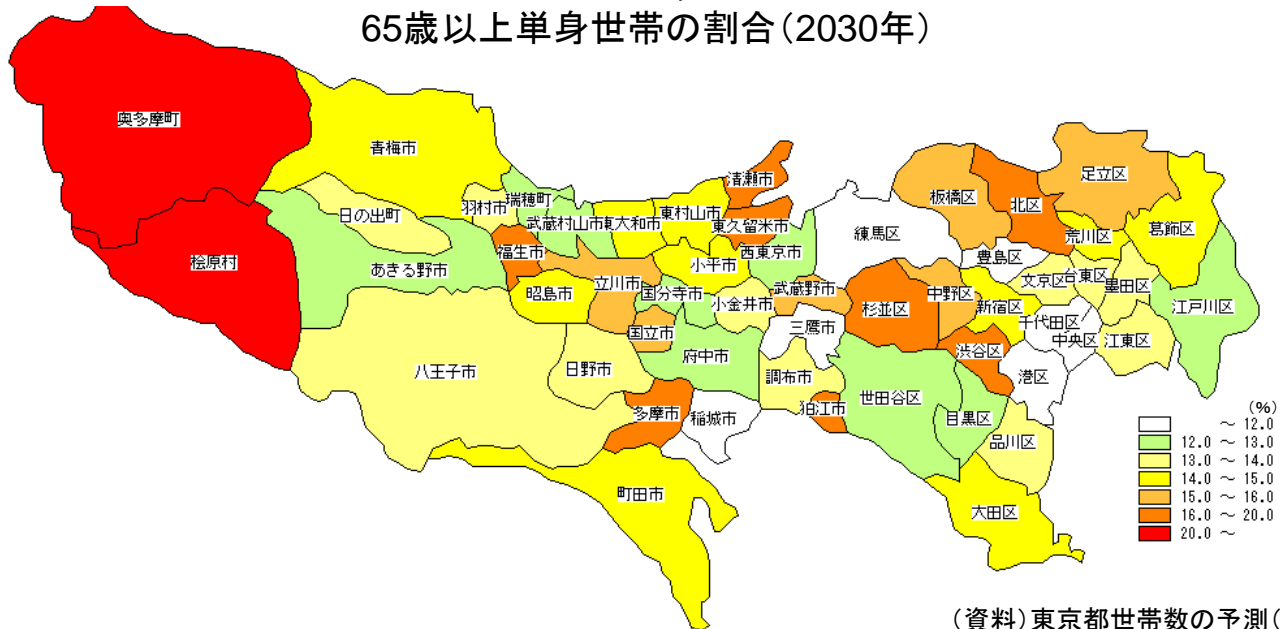 65歳以上単身世帯の割合(2030年)
奥多摩町
青梅市
日の出町
桧原村
あきる野市
羽村市
瑞穂町
武蔵村山市
東大和市
東村山市
清瀬市
東久留米市
西東京市
福生市
昭島市
立川市
小平市
国分寺市
小金井市
武蔵野市
国立市
三鷹市
府中市
八王子市
日野市
調布市
多摩市
稲城市
狛江市
町田市
練馬区
板橋区
北区
足立区
荒川区
葛飾区
豊島区
文京区
台東区
墨田区
江戸川区
杉並区
中野区
新宿区
千代田区
中央区
江東区
渋谷区
港区
世田谷区
目黒区
品川区
大田区
(%)
~ 12.0
12.0 ~ 13.0
13.0 ~ 14.0
14.0 ~ 15.0
15.0 ~ 16.0
16.0 ~ 20.0
20.0 ~
(資料)東京都世帯数の予測(